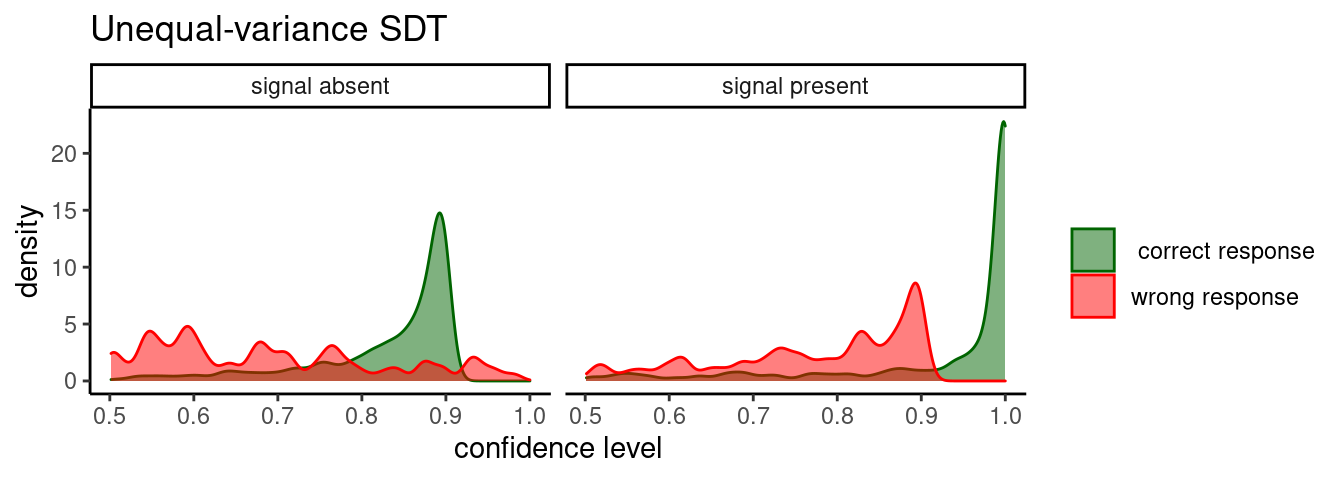 Unequal-variance SDT
signal absent
signal present
density
20
15
10
5
0
0.5 0.6 0.7 0.8 0.9 1.0
0.5 0.6 0.7 0.8 0.9 1.0
confidence level
correct response
wrong response